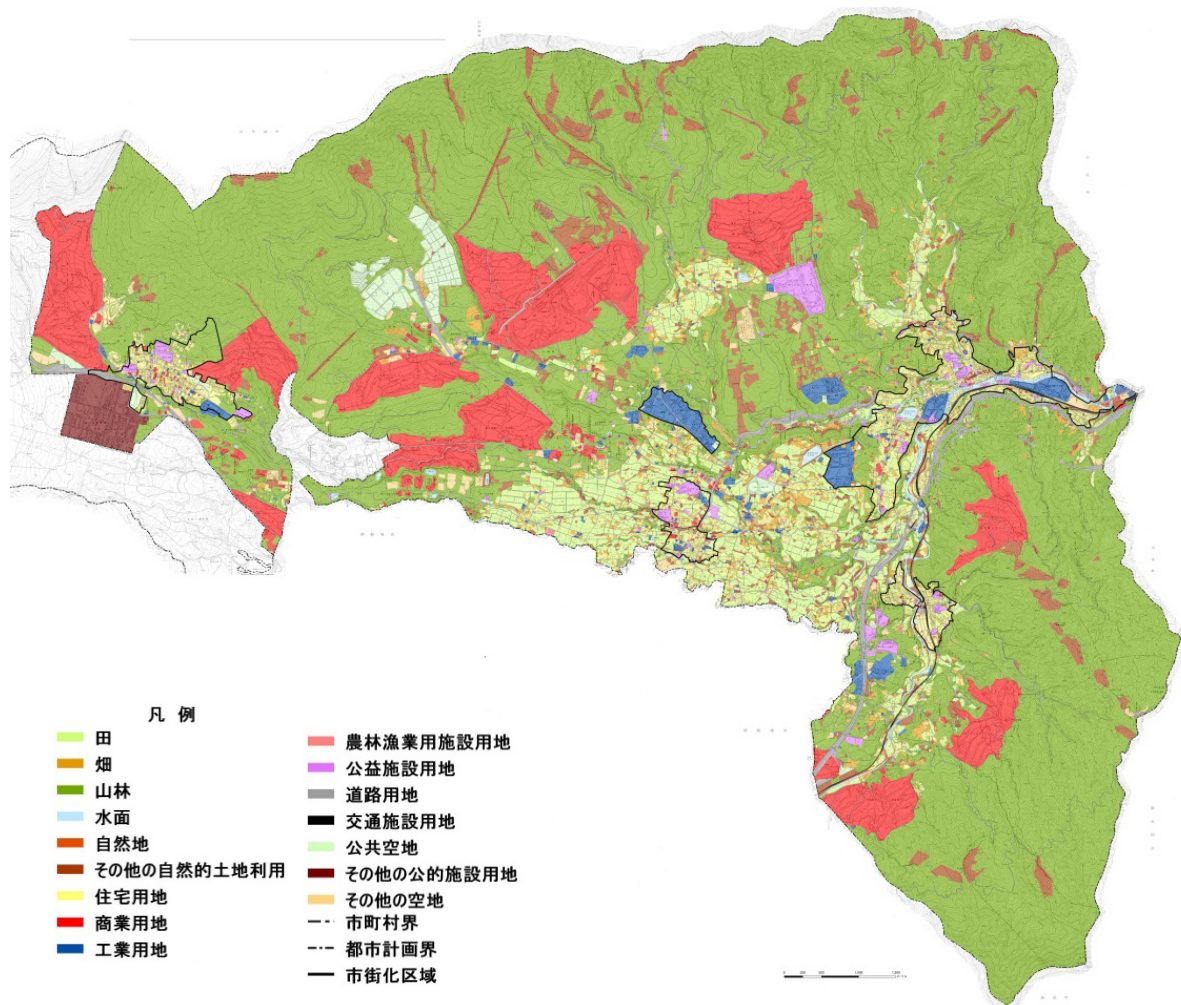 凡 例
田
畑
山林
水面
自然地
その他の自然的土地利用
住宅用地
商業用地
工業用地
農林漁業用施設用地
公益施設用地
道路用地
交通施設用地
公共空地
その他の公的施設用地
その他の空地
市町村界
都市計画界
市街化区域